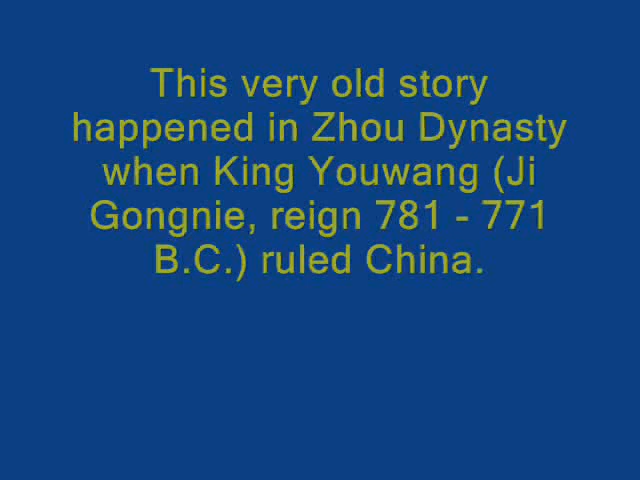 This very old story
happened in Zhou Dynasty
when King Youwang (Ji
Gongnie, reign 781 - 771
B.C.) ruled China.